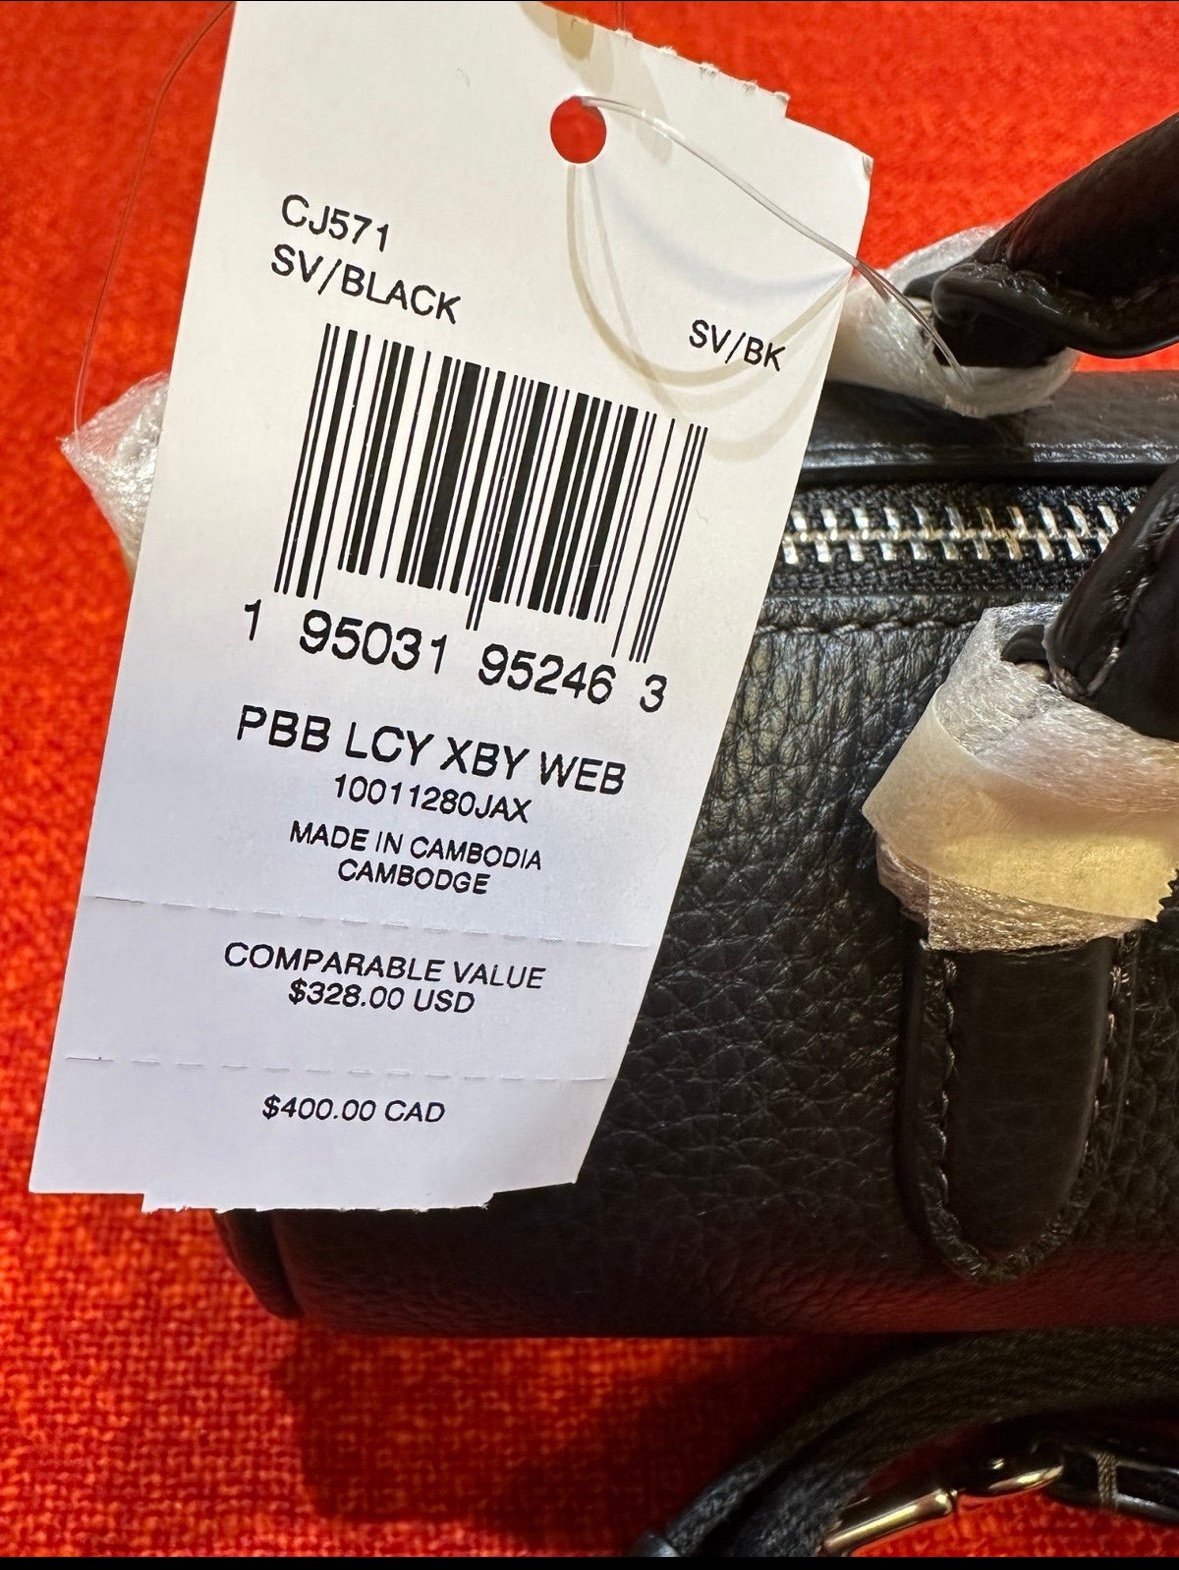 CJ571
SV/BLACK
SV/BK
1 95031 95246 3
PBB LCY XBY WEB
10011280JAX
MADE IN CAMBODIA
CAMBODGE
COMPARABLE VALUE
$328.00 USD
$400.00 CAD